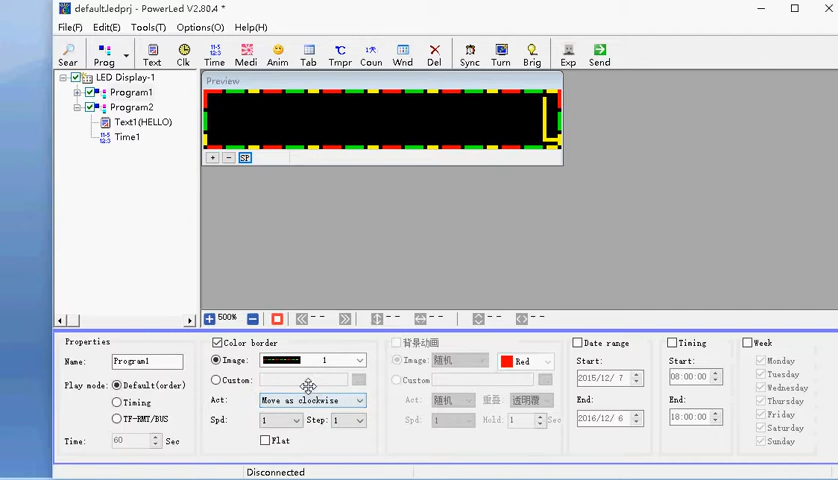 default.ledprj - PowerLed V2.80.4 *
File(F) Edit(E) Tools(T) Options(O) Help(H)
Sear Prog Text Clk Time Medi Anim Tab Tmpr Coun Wnd Del Sync Turn Brig Exp Send
LED Display-1
Program1
Program2
Text1(HELLO)
Time1
Preview
+ - SP
500%
Properties
Name: Program1
Play mode: Default(order)
Timing
TF-RMT/BUS
Time: 60 Sec
Color border
Image: 1
Custom:
Act: Move as clockwise
Spd: 1 Step: 1
Flat
背景动画
Image: 随机 Red
Custom
Act: 随机 重叠: 透明覆
Spd: 1 Hold: 1 Sec
Date range
Start:
2015/12/ 7
End:
2016/12/ 6
Timing
Start:
08:00:00
End:
18:00:00
Week
Monday
Tuesday
Wednesday
Thursday
Friday
Saturday
Sunday
Disconnected